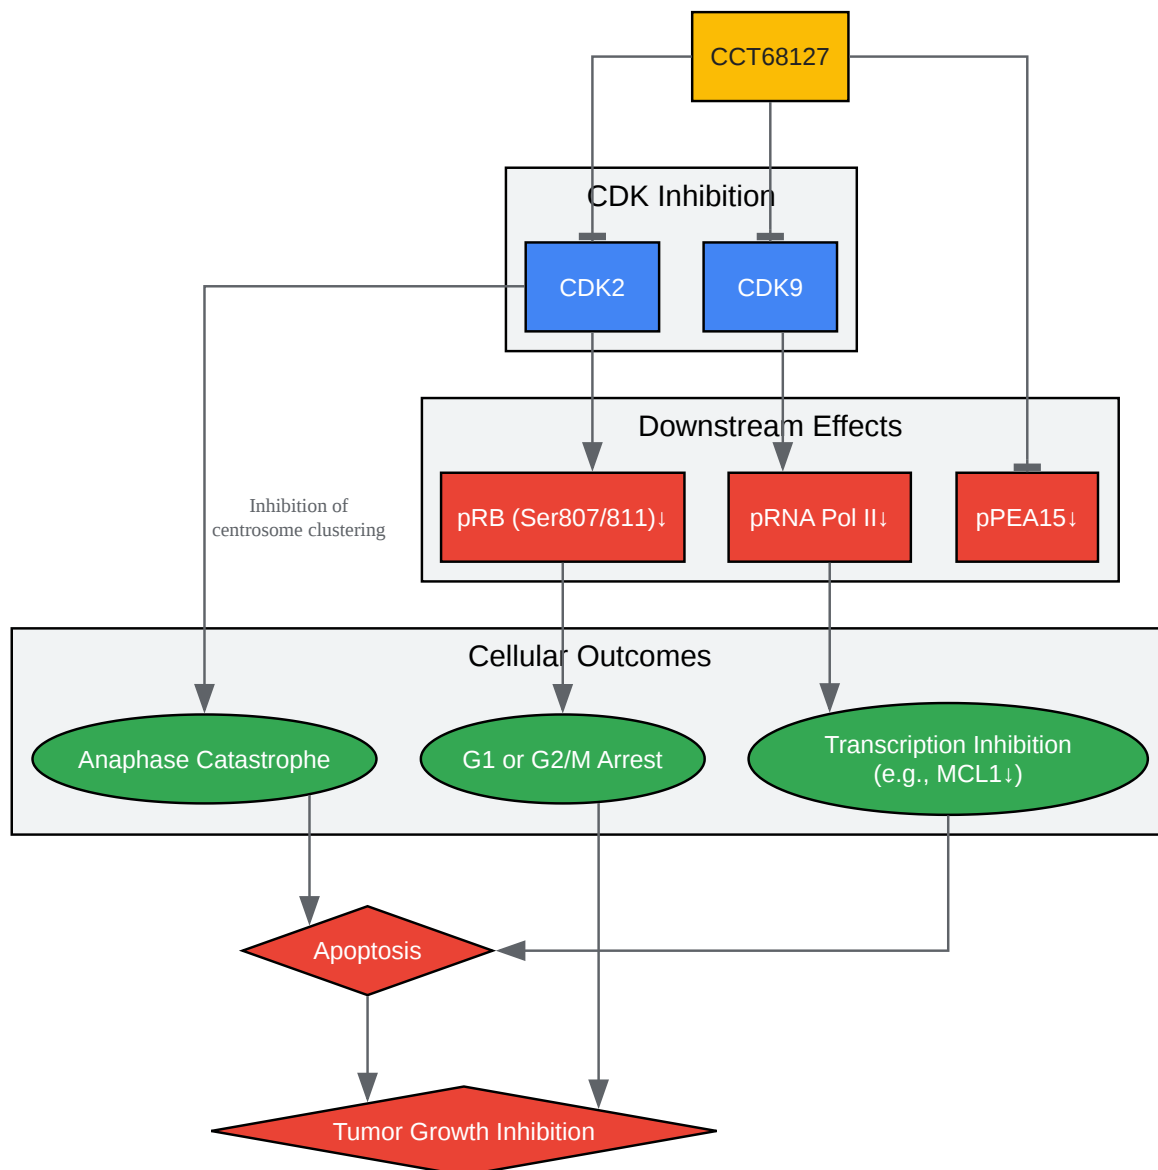 CCT68127
CDK Inhibition
CDK2
CDK9
Downstream Effects
Inhibition of
centrosome clustering
pRB (Ser807/811)↓
pRNA Pol II↓
pPEA15↓
Cellular Outcomes
Anaphase Catastrophe
G1 or G2/M Arrest
Transcription Inhibition
(e.g., MCL1↓)
Apoptosis
Tumor Growth Inhibition